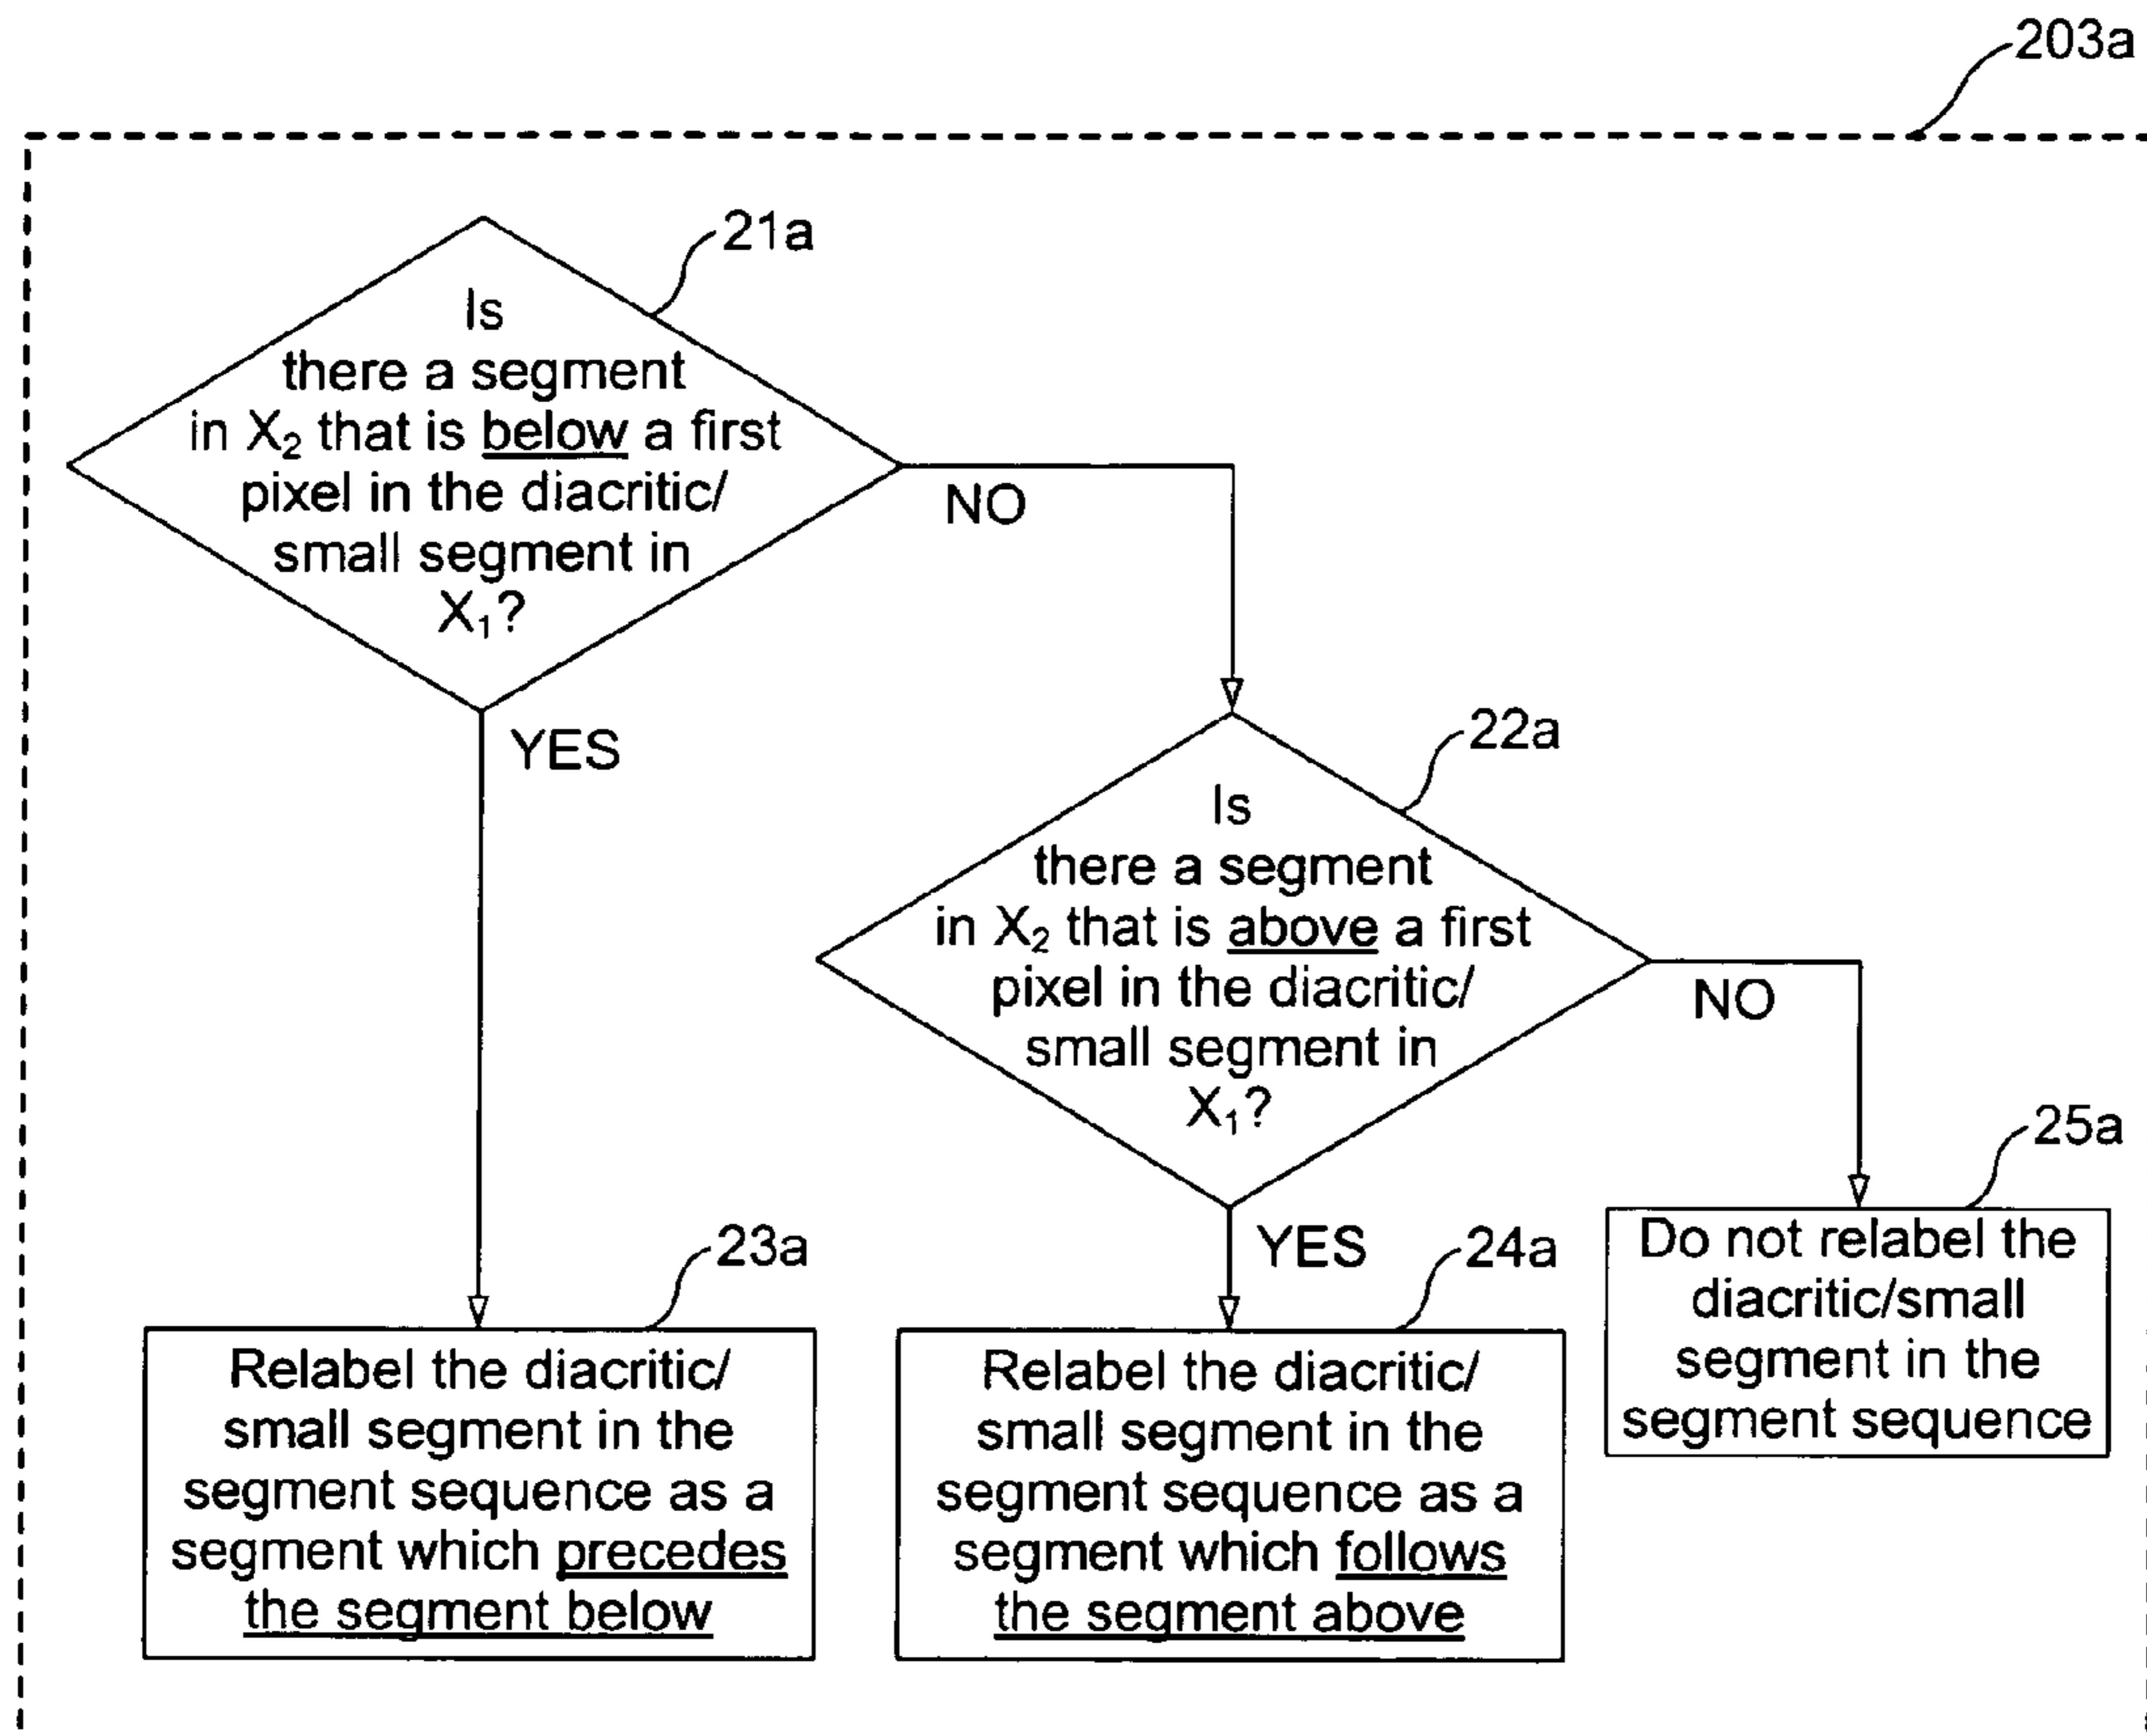 203a
21a
Is
there a segment
in X₂ that is below a first
pixel in the diacritic/
small segment in
X₁?
NO
YES
22a
Is
there a segment
in X₂ that is above a first
pixel in the diacritic/
small segment in
X₁?
NO
YES
23a
Relabel the diacritic/
small segment in the
segment sequence as a
segment which precedes
the segment below
24a
Relabel the diacritic/
small segment in the
segment sequence as a
segment which follows
the segment above
25a
Do not relabel the
diacritic/small
segment in the
segment sequence